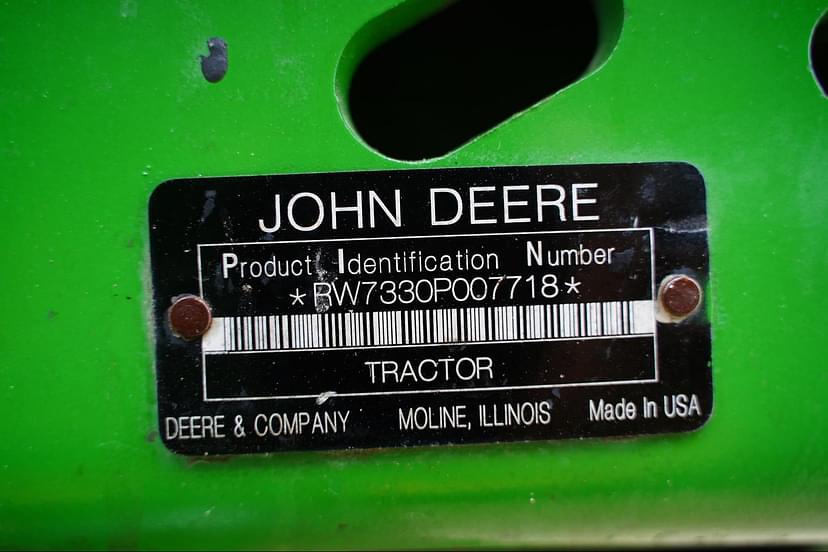 JOHN DEERE
Product Identification Number
*RW7330P007718*
TRACTOR
DEERE & COMPANY MOLINE, ILLINOIS Made In USA